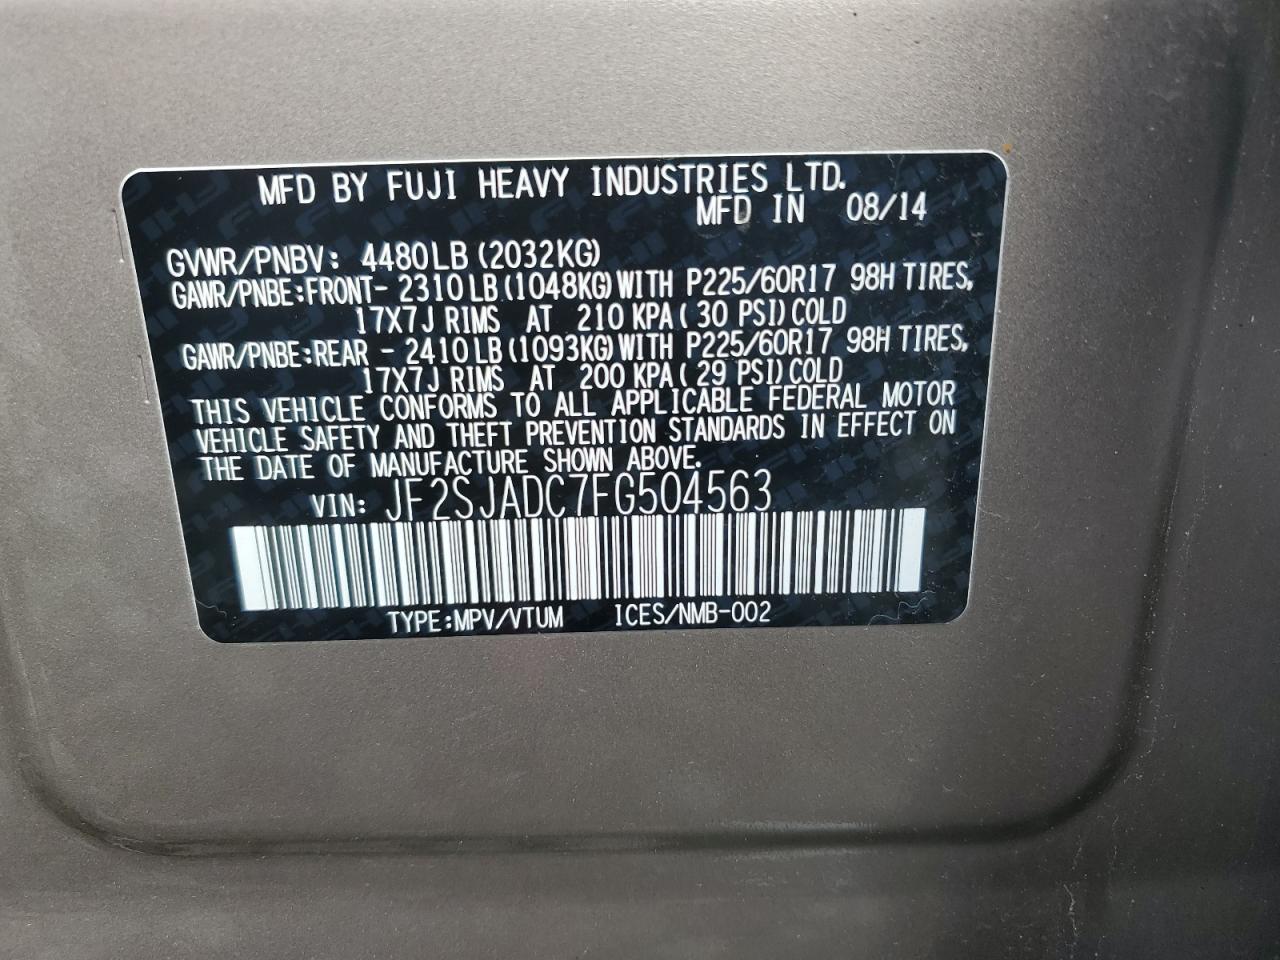 MFD BY FUJI HEAVY INDUSTRIES LTD.
MFD IN 08/14
GVWR/PNBV: 4480LB (2032KG)
GAWR/PNBE:FRONT- 2310LB(1048KG)WITH P225/60R17 98H TIRES,
17X7J RIMS AT 210 KPA( 30 PSI)COLD
GAWR/PNBE:REAR - 2410LB(1093KG)WITH P225/60R17 98H TIRES,
17X7J RIMS AT 200 KPA( 29 PSI)COLD
THIS VEHICLE CONFORMS TO ALL APPLICABLE FEDERAL MOTOR
VEHICLE SAFETY AND THEFT PREVENTION STANDARDS IN EFFECT ON
THE DATE OF MANUFACTURE SHOWN ABOVE.
VIN: JF2SJADC7FG504563
TYPE:MPV/VTUM ICES/NMB-002